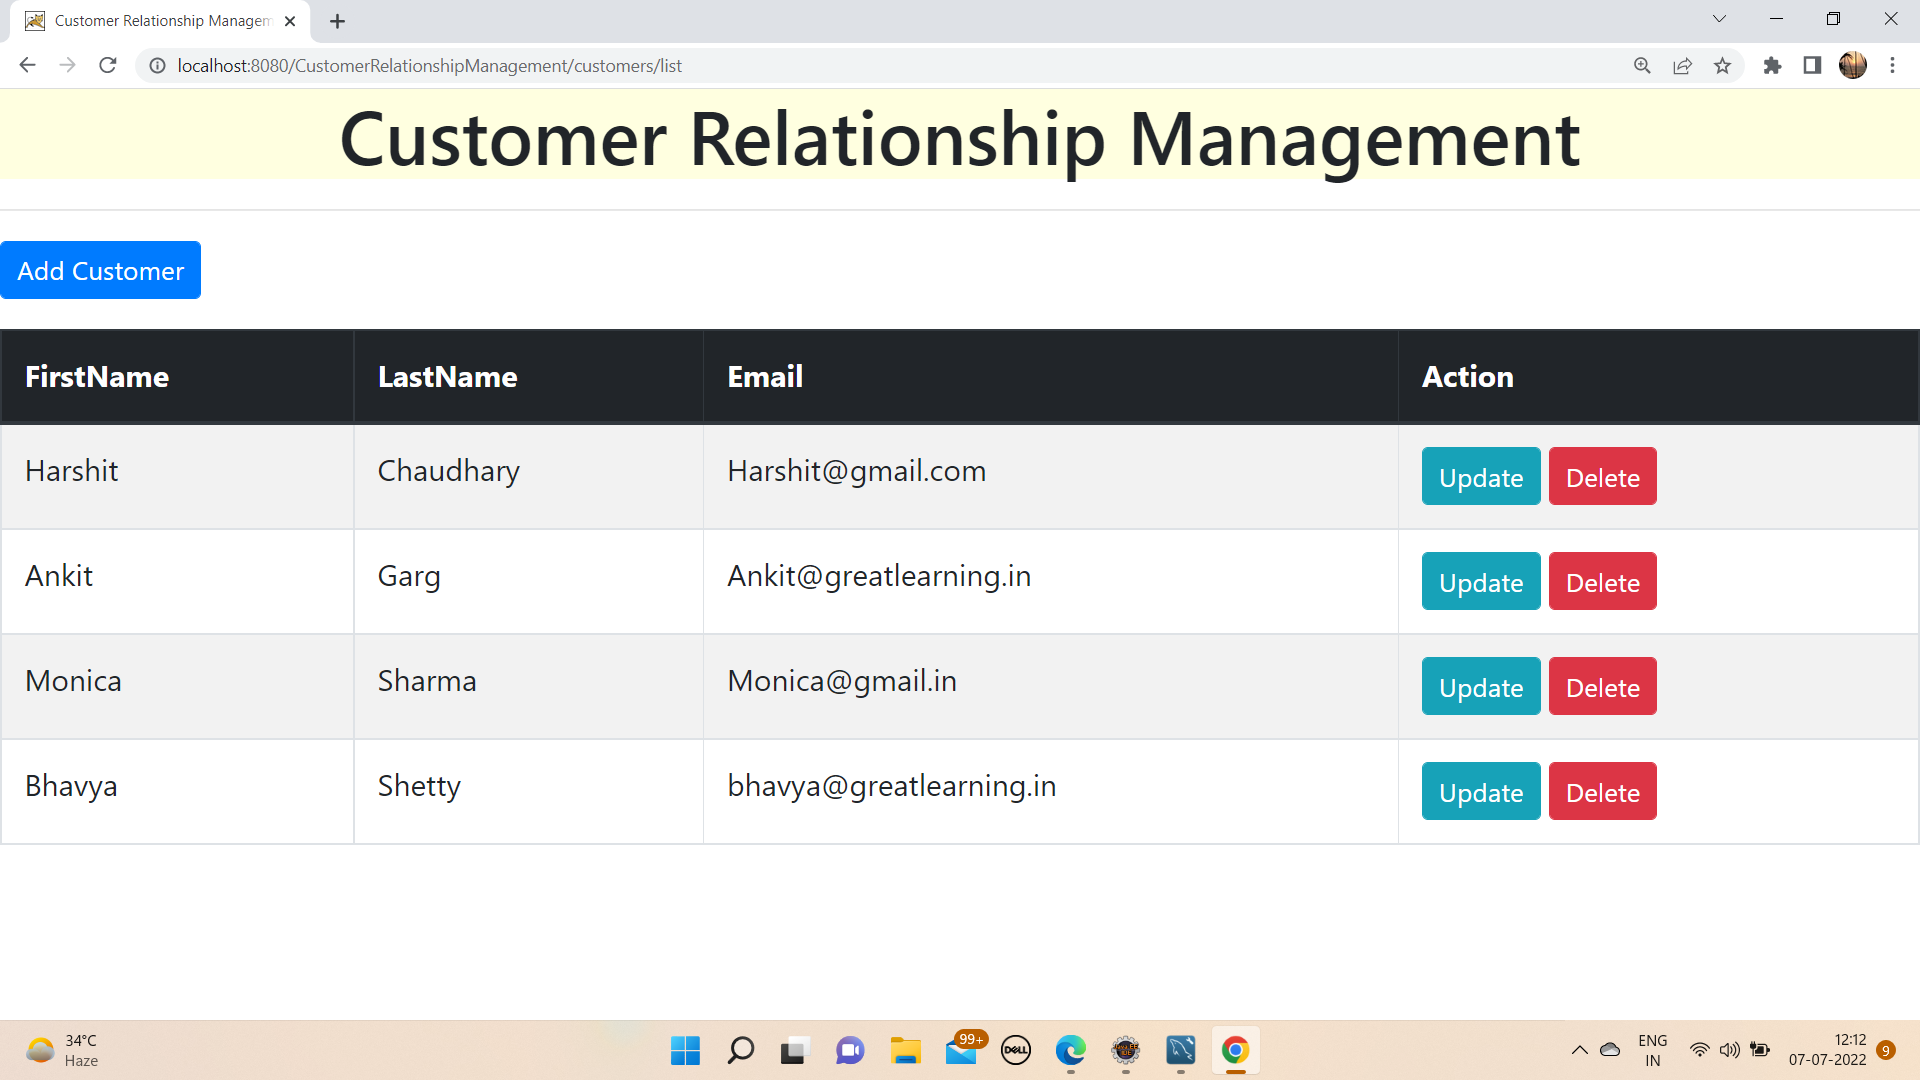 Customer Relationship Managem
localhost:8080/CustomerRelationshipManagement/customers/list
Customer Relationship Management
Add Customer
FirstName LastName Email Action
Harshit Chaudhary Harshit@gmail.com Update Delete
Ankit Garg Ankit@greatlearning.in Update Delete
Monica Sharma Monica@gmail.in Update Delete
Bhavya Shetty bhavya@greatlearning.in Update Delete
34°C
Haze
99+
DELL
ENG
IN
12:12
07-07-2022
9